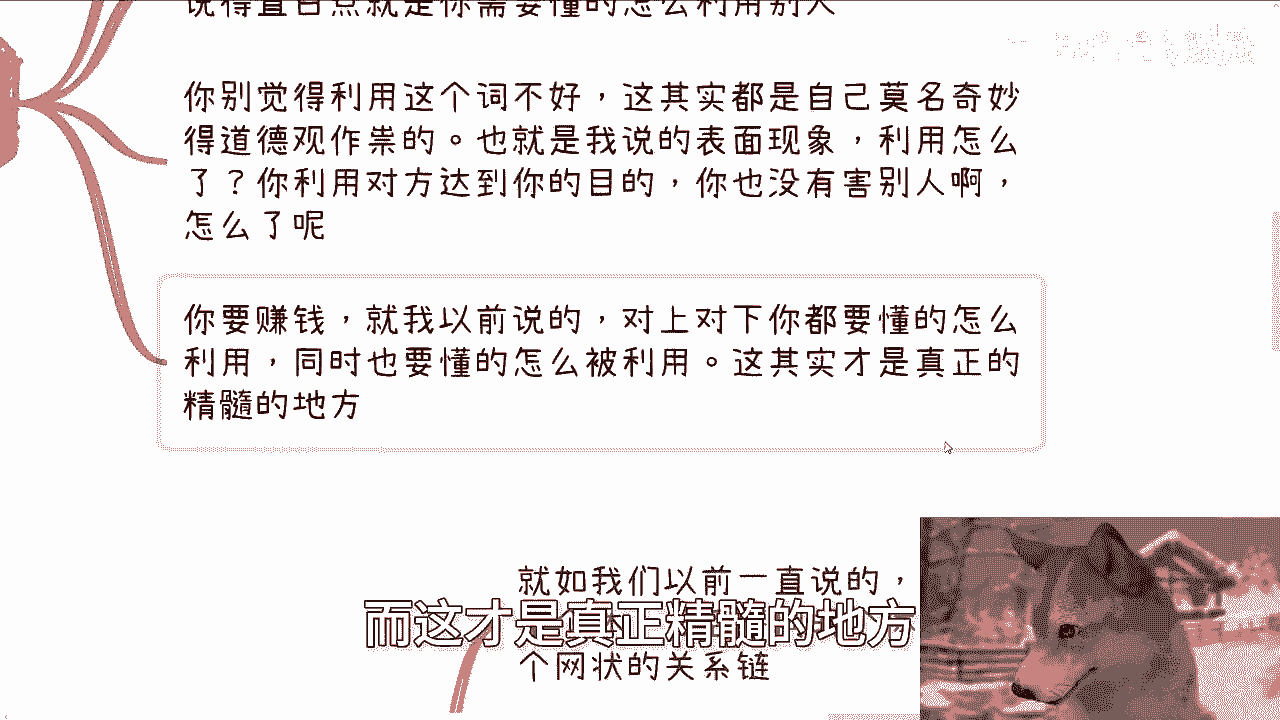 说得直白点就是你需要懂的怎么利用别人
你别觉得利用这个词不好，这其实都是自己莫名奇妙
得道德观作祟的。也就是我说的表面现象，利用怎么
了？你利用对方达到你的目的，你也没有害别人啊，
怎么了呢
你要赚钱，就我以前说的，对上对下你都要懂的怎么
利用，同时也要懂的怎么被利用。这其实才是真正的
精髓的地方
就如我们以前一直说的，
而这才是真正精髓的地方
个网状的关系链